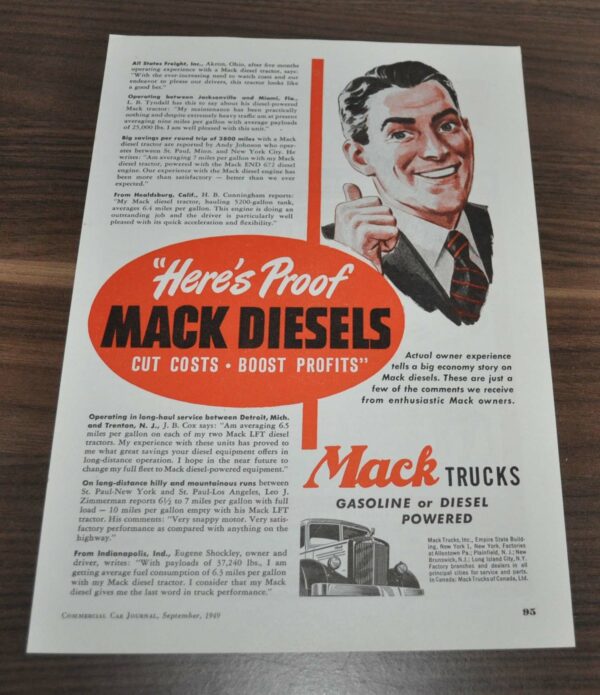 All States Freight, Inc., Akron, Ohio, after five months
operating experience with a Mack diesel tractor, says:
"With the ever-increasing need to watch costs and our
endeavor to please our drivers, this tractor looks like
a good bet."
Operating between Jacksonville and Miami, Fla.,
L. B. Tyndall has this to say about his diesel-powered
Mack tractor: "My maintenance has been practically
nothing and despite extremely heavy traffic am at present
averaging nine miles per gallon with average payloads
of 25,000 lbs. I am well pleased with this unit."
Big savings per round trip of 2800 miles with a Mack
diesel tractor are reported by Andy Johnson who oper-
ates between St. Paul, Minn. and New York City. He
writes: "Am averaging 7 miles per gallon with my Mack
diesel tractor, powered with the Mack END 672 diesel
engine. Our experience with the Mack diesel engine has
been more than satisfactory — better than we ever
expected."
From Healdsburg, Calif., H. B. Cunningham reports:
"My Mack diesel tractor, hauling 5200-gallon tank,
averages 6.4 miles per gallon. This engine is doing an
outstanding job and the driver is particularly well
pleased with its quick acceleration and flexibility."
"Here's Proof
MACK DIESELS
CUT COSTS • BOOST PROFITS"
Actual owner experience
tells a big economy story on
Mack diesels. These are just a
few of the comments we receive
from enthusiastic Mack owners.
Operating in long-haul service between Detroit, Mich.
and Trenton, N. J., J. B. Cox says: "Am averaging 6.5
miles per gallon on each of my two Mack LFT diesel
tractors. My experience with these units has proved to
me what great savings your diesel equipment offers in
long-distance operation. I hope in the near future to
change my full fleet to Mack diesel-powered equipment."
On long-distance hilly and mountainous runs between
St. Paul-New York and St. Paul-Los Angeles, Leo J.
Zimmerman reports 6½ to 7 miles per gallon with full
load — 10 miles per gallon empty with his Mack LFT
tractor. His comments: "Very snappy motor. Very satis-
factory performance as compared with anything on the
highway."
From Indianapolis, Ind., Eugene Shockley, owner and
driver, writes: "With payloads of 37,240 lbs., I am
getting average fuel consumption of 6.5 miles per gallon
with my Mack diesel tractor. I consider that my Mack
diesel gives me the last word in truck performance."
Mack TRUCKS
GASOLINE or DIESEL
POWERED
Mack Trucks, Inc., Empire State Build-
ing, New York 1, New York. Factories
at Allentown Pa.; Plainfield, N. J.; New
Brunswick, N.J.; Long Island City, N.Y.
Factory branches and dealers in all
principal cities for service and parts.
In Canada: Mack Trucks of Canada, Ltd.
COMMERCIAL CAR JOURNAL, September, 1949
95